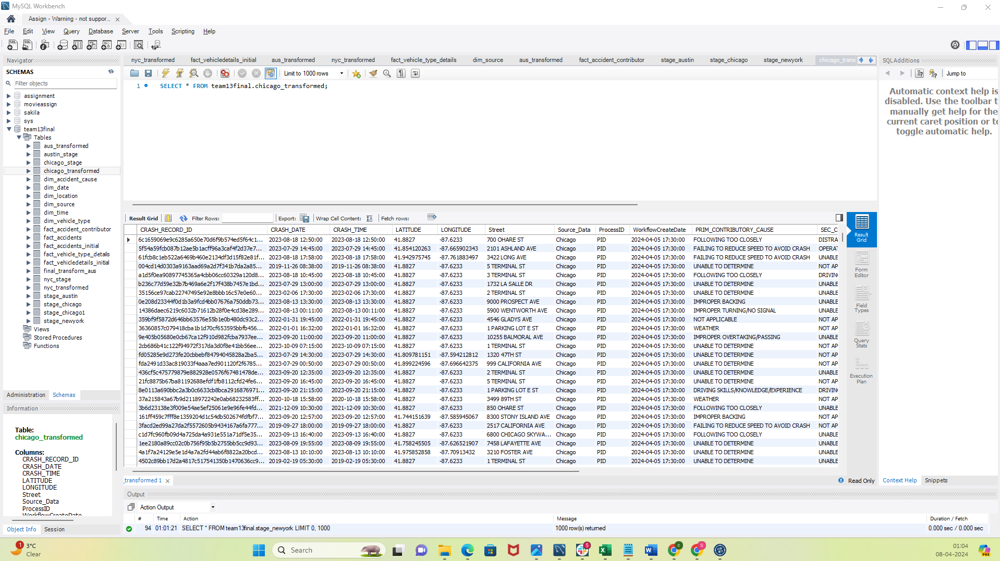 MySQL Workbench
Assign - Warning - not suppor...
File Edit View Query Database Server Tools Scripting Help
Navigator
SCHEMAS
Filter objects
assignment
movieassign
sakila
sys
team13final
Tables
aus_transformed
austin_stage
chicago_stage
chicago_transformed
dim_accident_cause
dim_date
dim_location
dim_source
dim_time
dim_vehicle_type
fact_accident_contributor
fact_accidents
fact_accidents_initial
fact_vehicle_type_details
fact_vehicledetails_initial
final_transform_aus
nyc_stage
nyc_transformed
stage_austin
stage_chicago
stage_chicago1
stage_newyork
Views
Stored Procedures
Functions
Administration Schemas
Information
Table:
chicago_transformed
Columns:
CRASH_RECORD_ID
CRASH_DATE
CRASH_TIME
LATITUDE
LONGITUDE
Street
Source_Data
ProcessID
WorkflowCreateDate
Object Info Session
nyc_transformed fact_vehicledetails_initial aus_transformed nyc_transformed fact_vehicle_type_details dim_source aus_transformed fact_accident_contributor stage_austin stage_chicago stage_newyork chicago_trans
Limit to 1000 rows
1 SELECT * FROM team13final.chicago_transformed;
Result Grid Filter Rows: Export: Wrap Cell Content: Fetch rows:
CRASH_RECORD_ID CRASH_DATE CRASH_TIME LATITUDE LONGITUDE Street Source_Data ProcessID WorkflowCreateDate PRIM_CONTRIBUTORY_CAUSE SEC_C
6c1659069e9c6285a650e70d6f9b574ed5f64c1... 2023-08-18 12:50:00 2023-08-18 12:50:00 41.8827 -87.6233 700 OHARE ST Chicago PID 2024-04-05 17:30:00 FOLLOWING TOO CLOSELY DISTRA
5f54a59fcb087b12ae5b1acff96a3caf4f2d37e7... 2023-07-29 14:45:00 2023-07-29 14:45:00 41.854120263 -87.665902343 2101 ASHLAND AVE Chicago PID 2024-04-05 17:30:00 FAILING TO REDUCE SPEED TO AVOID CRASH OPERAT
61fcb8c1eb522a6469b460e2134df3d15f82e81f... 2023-08-18 17:58:00 2023-08-18 17:58:00 41.942975745 -87.761883497 3422 LONG AVE Chicago PID 2024-04-05 17:30:00 FAILING TO REDUCE SPEED TO AVOID CRASH UNABLE
004cd14d0303a9163aad69a2d7f341b7da2a85... 2019-11-26 08:38:00 2019-11-26 08:38:00 41.8827 -87.6233 5 TERMINAL ST Chicago PID 2024-04-05 17:30:00 UNABLE TO DETERMINE NOT AP
a1d5f0ea90897745365a4cbb06cc60329a120d8... 2023-08-18 10:45:00 2023-08-18 10:45:00 41.8827 -87.6233 3 TERMINAL ST Chicago PID 2024-04-05 17:30:00 FOLLOWING TOO CLOSELY DRIVING
b236c77d59e32b7b469a6e2f17f438b7457e1bd... 2023-07-29 13:00:00 2023-07-29 13:00:00 41.8827 -87.6233 1732 LA SALLE DR Chicago PID 2024-04-05 17:30:00 UNABLE TO DETERMINE UNABLE
35156ce97cab22747495e92e8bbb16c57e0e60... 2023-02-06 17:30:00 2023-02-06 17:30:00 41.8827 -87.6233 2 TERMINAL ST Chicago PID 2024-04-05 17:30:00 UNABLE TO DETERMINE UNABLE
0e208d23344f0d1b3a9fcd4bb07676a750ddb73... 2023-08-13 13:30:00 2023-08-13 13:30:00 41.8827 -87.6233 9000 PROSPECT AVE Chicago PID 2024-04-05 17:30:00 IMPROPER BACKING UNABLE
14386daec6219c6032b71612b28f0e4cd38e289... 2023-08-13 00:11:00 2023-08-13 00:11:00 41.8827 -87.6233 5900 WENTWORTH AVE Chicago PID 2024-04-05 17:30:00 IMPROPER TURNING/NO SIGNAL UNABLE
359bf9f5872d646bb63576e55b1e0b480dc93c2... 2022-01-31 19:45:00 2022-01-31 19:45:00 41.8827 -87.6233 4546 GLADYS AVE Chicago PID 2024-04-05 17:30:00 NOT APPLICABLE NOT AP
36360857c079418cba1b1d70cf653595bbfb456... 2022-01-01 16:32:00 2022-01-01 16:32:00 41.8827 -87.6233 1 PARKING LOT E ST Chicago PID 2024-04-05 17:30:00 WEATHER NOT AP
9e405b05680e0cb67ca12f910d982fcba7937ee... 2023-09-20 11:00:00 2023-09-20 11:00:00 41.8827 -87.6233 10255 BALMORAL AVE Chicago PID 2024-04-05 17:30:00 IMPROPER OVERTAKING/PASSING NOT AP
2cb686b41c122f94972f317da3d0f8e41bb56ee... 2023-10-09 07:15:00 2023-10-09 07:15:00 41.8827 -87.6233 1 TERMINAL ST Chicago PID 2024-04-05 17:30:00 UNABLE TO DETERMINE NOT AP
fd05285e9d273fe20cbbebf84794045828a2ba5... 2023-07-29 14:30:00 2023-07-29 14:30:00 41.809781151 -87.594212812 1320 47TH ST Chicago PID 2024-04-05 17:30:00 UNABLE TO DETERMINE UNABLE
fda2491d33ac819033f4aaa7ed901120f2f6785... 2023-07-29 00:50:00 2023-07-29 00:50:00 41.899224596 -87.696642375 999 CALIFORNIA AVE Chicago PID 2024-04-05 17:30:00 UNABLE TO DETERMINE UNABLE
436cf5c475779879e882928e0576f67481478de... 2023-09-20 12:35:00 2023-09-20 12:35:00 41.8827 -87.6233 2 TERMINAL ST Chicago PID 2024-04-05 17:30:00 UNABLE TO DETERMINE UNABLE
21fc8875b67ba81192688efdf1fb8112cfd24fe6... 2023-09-20 16:45:00 2023-09-20 16:45:00 41.8827 -87.6233 5 TERMINAL ST Chicago PID 2024-04-05 17:30:00 UNABLE TO DETERMINE NOT AP
8e0113a690bbc2a3b0c6633cb8bca2916876971... 2023-09-20 21:15:00 2023-09-20 21:15:00 41.8827 -87.6233 1 PARKING LOT E ST Chicago PID 2024-04-05 17:30:00 DRIVING SKILLS/KNOWLEDGE/EXPERIENCE DRIVING
37a215843a67b9d2118972242e0ab68232583ff... 2020-10-18 15:58:00 2020-10-18 15:58:00 41.8827 -87.6233 3499 89TH ST Chicago PID 2024-04-05 17:30:00 WEATHER NOT AP
3b6d23138e3f009e54ae5ef25061e9e96fe44fd... 2021-12-09 10:30:00 2021-12-09 10:30:00 41.8827 -87.6233 850 OHARE ST Chicago PID 2024-04-05 17:30:00 FOLLOWING TOO CLOSELY UNABLE
161ff459c7fff8e1359204d1c54db502674fdfbf7... 2023-09-20 12:57:00 2023-09-20 12:57:00 41.744151639 -87.585945067 8300 STONY ISLAND AVE Chicago PID 2024-04-05 17:30:00 IMPROPER BACKING NOT AP
3facd2ed99a27da2f5572605b9434167a6fa777... 2019-09-27 18:00:00 2019-09-27 18:00:00 41.8827 -87.6233 2517 CALIFORNIA AVE Chicago PID 2024-04-05 17:30:00 FAILING TO REDUCE SPEED TO AVOID CRASH NOT AP
c1d7fc960fb09d4a725da4a931e551a71df5e35... 2023-09-13 16:40:00 2023-09-13 16:40:00 41.8827 -87.6233 6800 CHICAGO SKYWA... Chicago PID 2024-04-05 17:30:00 FOLLOWING TOO CLOSELY UNABLE
1ee2180a89cc02c0b756f95b5b2755bb5cc9d93... 2023-08-09 19:55:00 2023-08-09 19:55:00 41.758245505 -87.626521907 7458 LAFAYETTE AVE Chicago PID 2024-04-05 17:30:00 UNABLE TO DETERMINE UNABLE
4a1f7a24129e5e1d4a7a2fd44ab6f8822a20bcd... 2023-08-13 10:10:00 2023-08-13 10:10:00 41.975852858 -87.70913432 3210 FOSTER AVE Chicago PID 2024-04-05 17:30:00 UNABLE TO DETERMINE UNABLE
4502c89bb17d2a4817c517541350b1470636cc9... 2019-02-19 05:30:00 2019-02-19 05:30:00 41.8827 -87.6233 1 TERMINAL ST Chicago PID 2024-04-05 17:30:00 UNABLE TO DETERMINE UNABLE
Result
Grid
Form
Editor
Field
Types
Query
Stats
Execution
Plan
_transformed 1
Read Only
Output
Action Output
# Time Action Message Duration / Fetch
94 01:01:21 SELECT * FROM team13final.stage_newyork LIMIT 0, 1000 1000 row(s) returned 0.000 sec / 0.000 sec
SQLAdditions
Jump to
Automatic context help is
disabled. Use the toolbar t
manually get help for the
current caret position or to
toggle automatic help.
Context Help Snippets
1
3°C
Clear
Search
5
C
S
01:04
08-04-2024
PRE